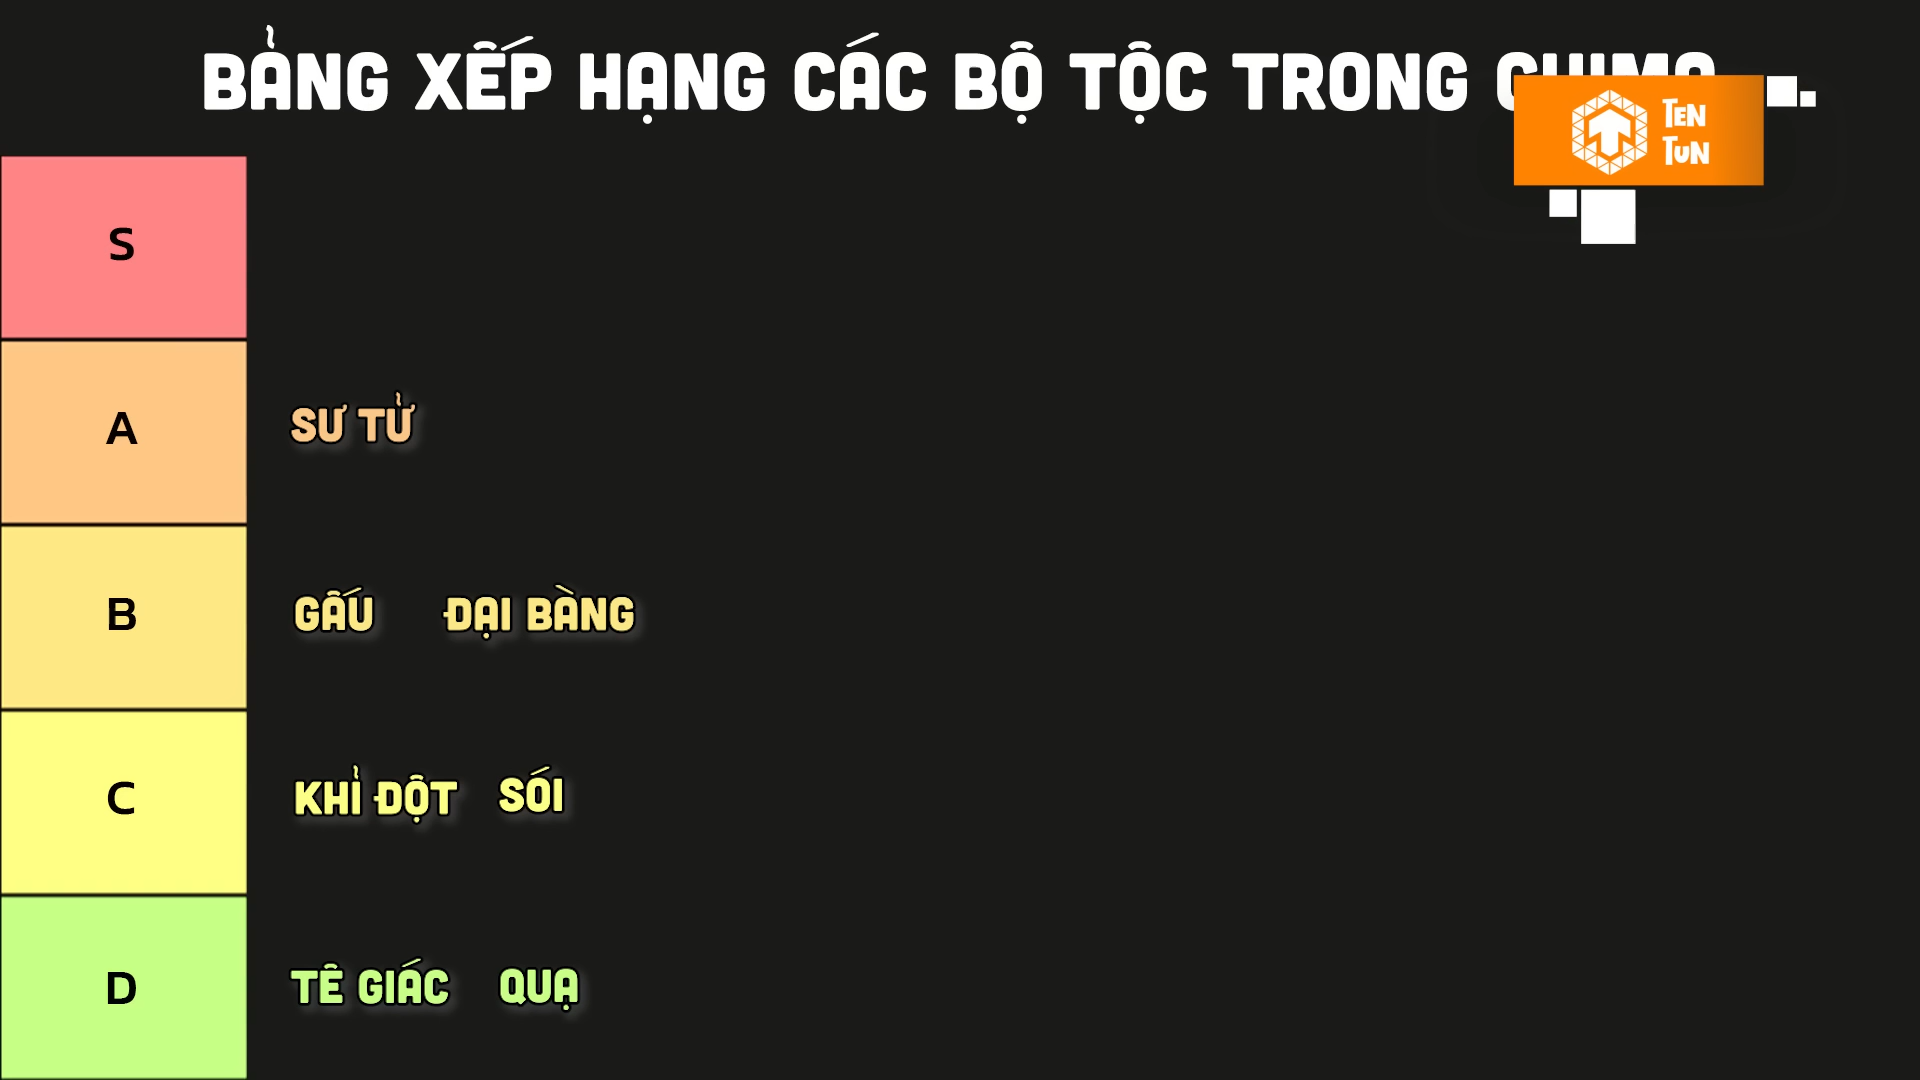 BẢNG XẾP HẠNG CÁC BỘ TỘC TRONG
TEN
TUN
S
A
SƯ TỬ
B
GẤU ĐẠI BÀNG
C
KHỈ ĐỘT SÓI
D
TÊ GIÁC QUẠ